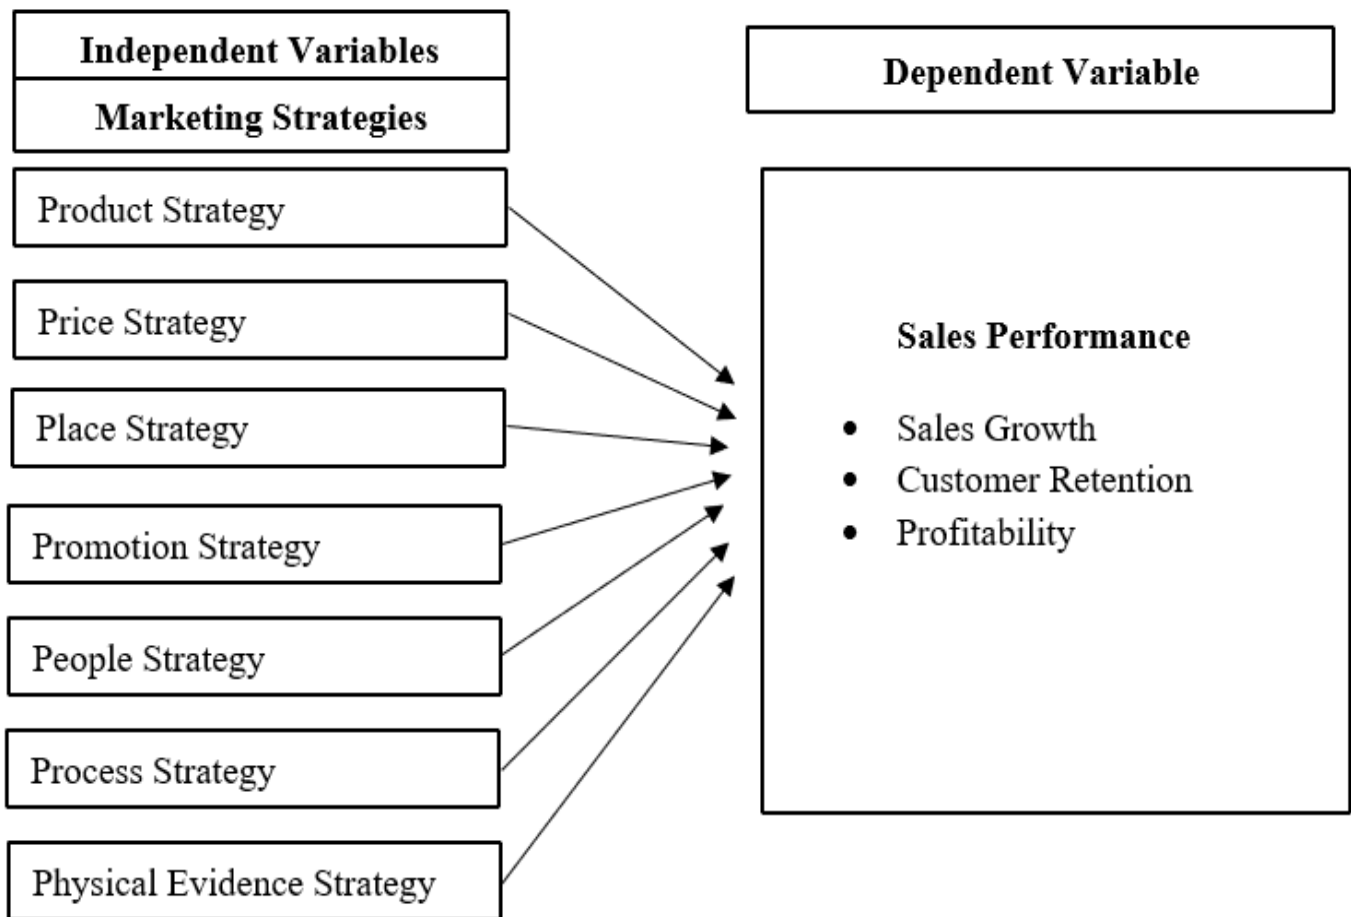 Independent Variables
Marketing Strategies
Product Strategy
Price Strategy
Place Strategy
Promotion Strategy
People Strategy
Process Strategy
Physical Evidence Strategy
Dependent Variable
Sales Performance
• Sales Growth
• Customer Retention
• Profitability